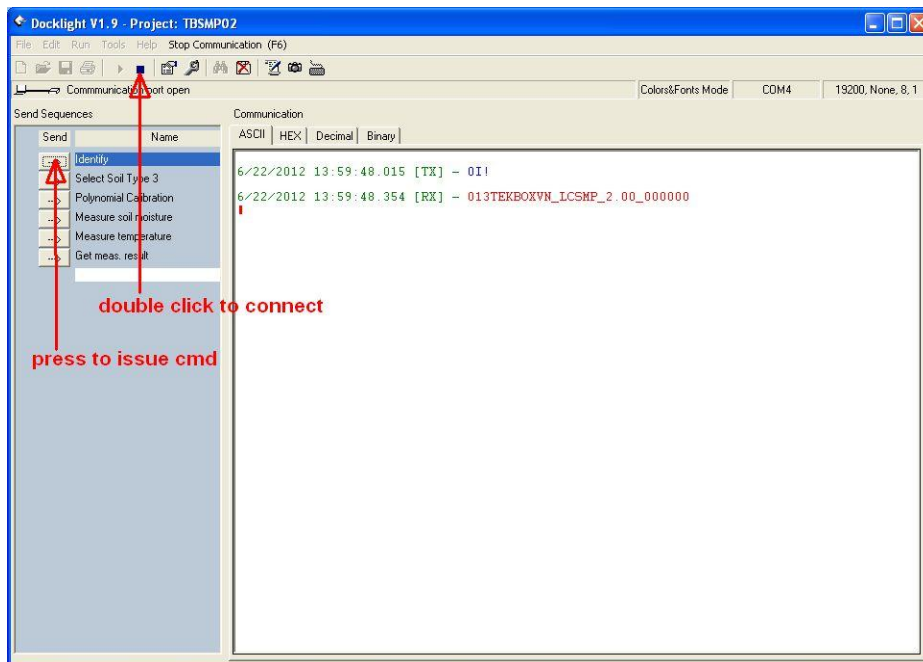 Docklight V1.9 - Project: TBSMP02
File Edit Run Tools Help Stop Communication (F6)
Commmunication port open Colors&Fonts Mode COM4 19200, None, 8, 1
Send Sequences Communication
Send Name ASCII HEX Decimal Binary
Identify
6/22/2012 13:59:48.015 [TX] - 0I!
Select Soil Type 3
6/22/2012 13:59:48.354 [RX] - 013TEKBOXVN_LCSMP_2.00_000000
Polynomial Calibration
Measure soil moisture
Measure temperature
Get meas. result
double click to connect
press to issue cmd